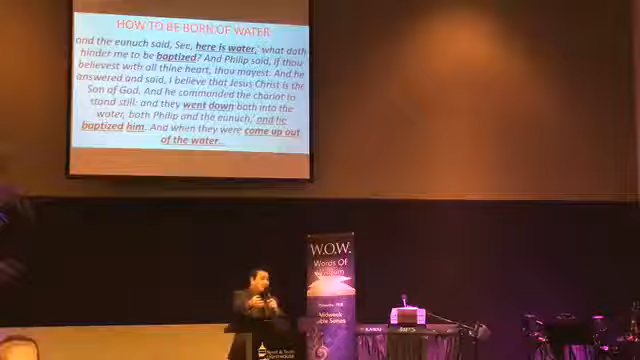 HOW TO BE BORN OF WATER
and the eunuch said, See, here is water,' what doth
hinder me to be baptized? And Philip said, if thou
believest with all thine heart, thou mayest. And he
answered and said, I believe that Jesus Christ is the
Son of God. And he commanded the chariot to
stand still: and they went down both into the
water, both Philip and the eunuch,' and he
baptized him. And when they were come up out
of the water...
W.O.W.
Words Of
Midweek